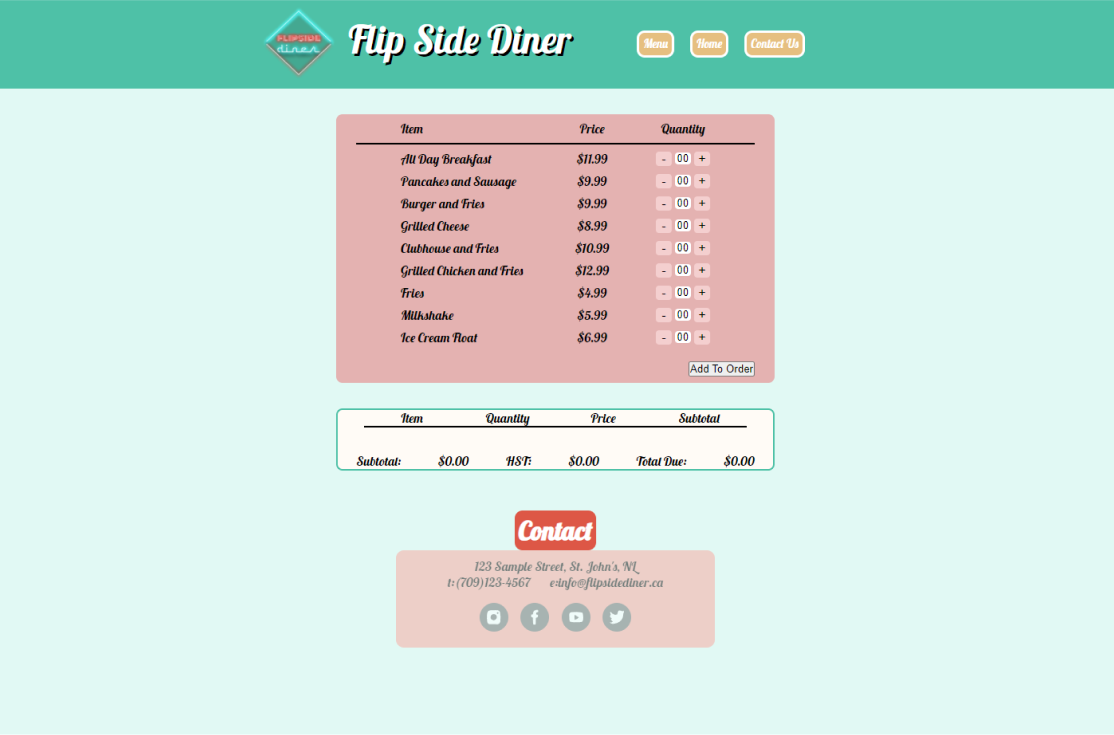 FLIPSIDE
diner
Flip Side Diner
Menu Home Contact Us
Item Price Quantity
All Day Breakfast $11.99 - 00 +
Pancakes and Sausage $9.99 - 00 +
Burger and Fries $9.99 - 00 +
Grilled Cheese $8.99 - 00 +
Clubhouse and Fries $10.99 - 00 +
Grilled Chicken and Fries $12.99 - 00 +
Fries $4.99 - 00 +
Milkshake $5.99 - 00 +
Ice Cream Float $6.99 - 00 +
Add To Order
Item Quantity Price Subtotal
Subtotal: $0.00 HST: $0.00 Total Due: $0.00
Contact
123 Sample Street, St. John's, NL
t:(709)123-4567 e:info@flipsidediner.ca